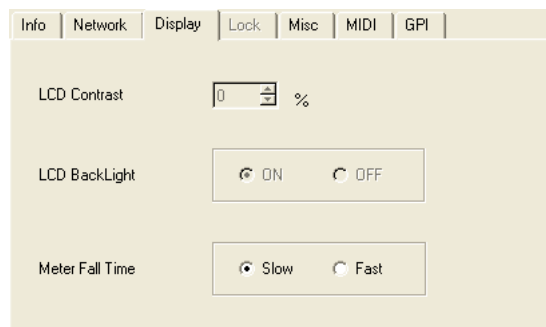 Info Network Display Lock Misc MIDI GPI
LCD Contrast 0 %
LCD BackLight ON OFF
Meter Fall Time Slow Fast